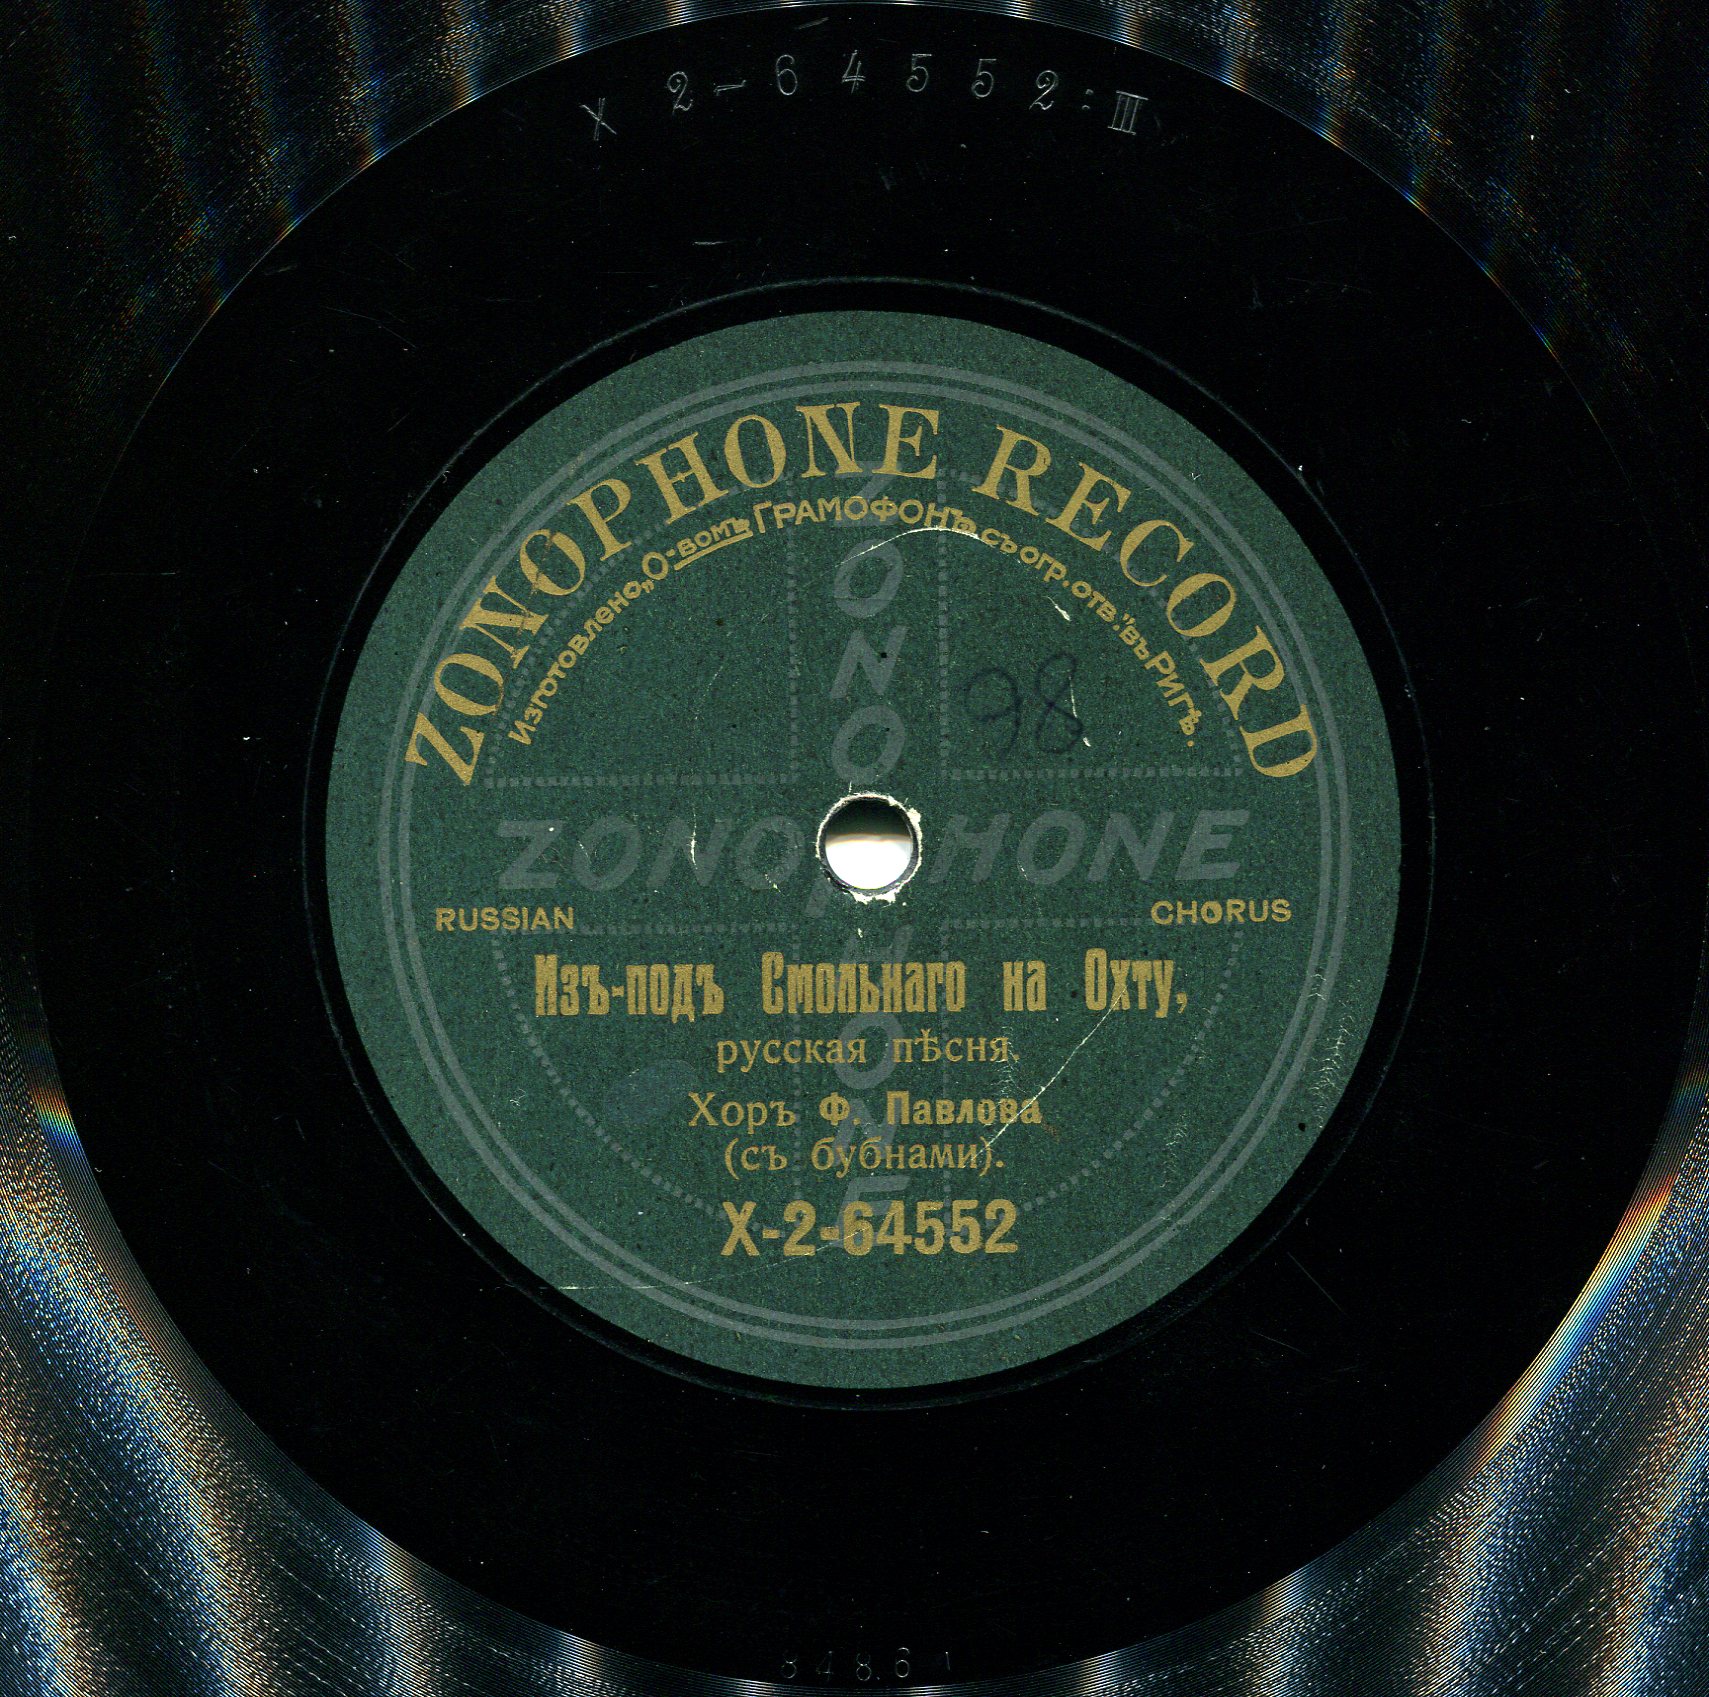 X 2-64552:III
ZONOPHONE RECORD
Изготовлено „О-вомъ ГРАМОФОНЪ съ огр. отв." въ РИГѢ.
ZONOPHONE
ZONOPHONE
98
RUSSIAN
CHORUS
Изъ-подъ Смольнаго на Охту,
русская пѣсня.
Хоръ Ф. Павлова
(съ бубнами).
X-2-64552